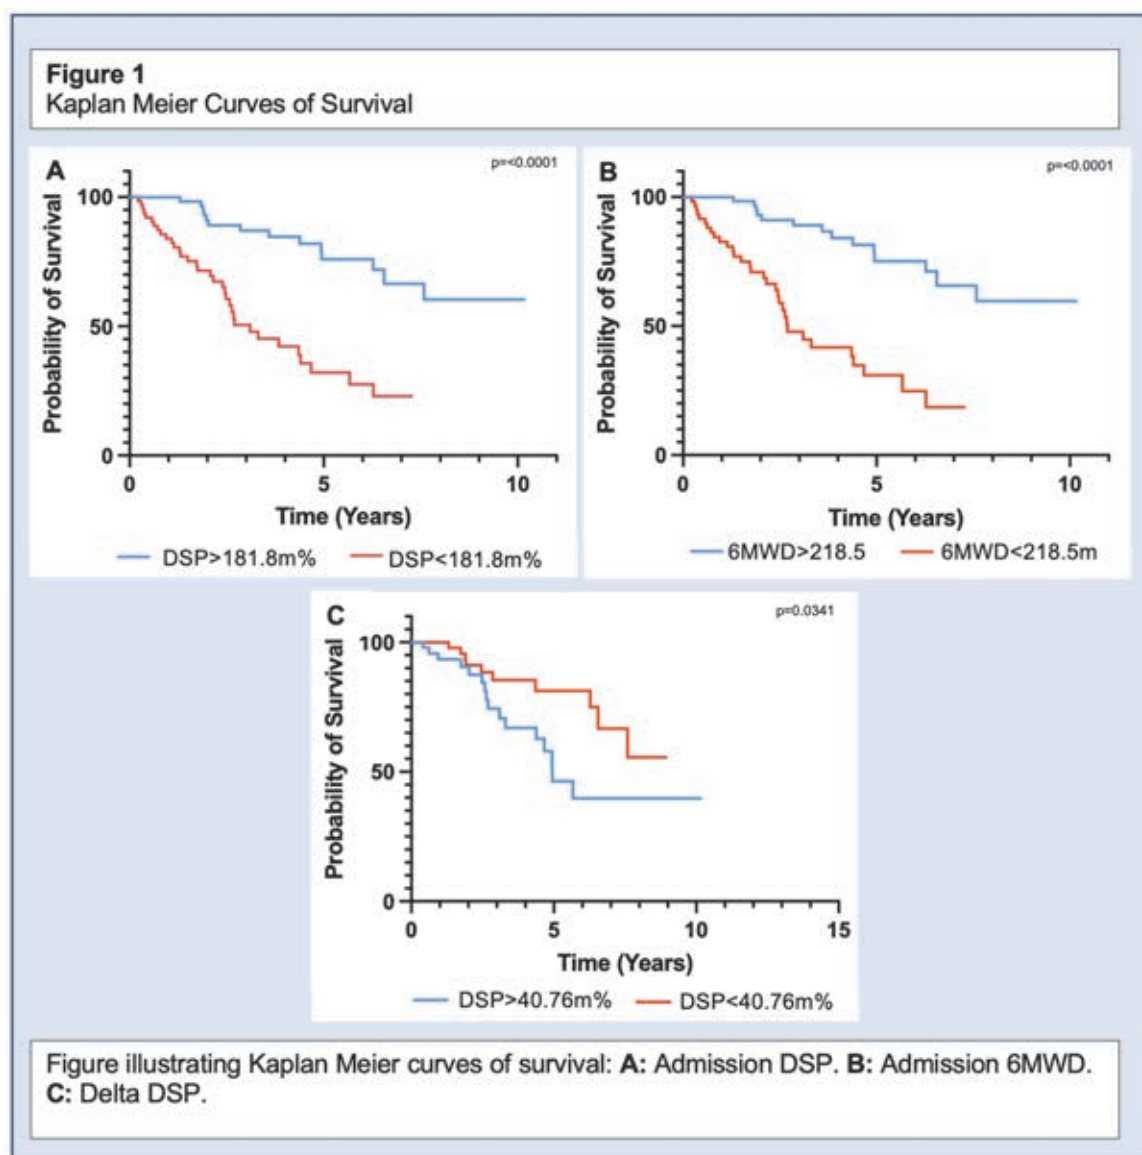 Figure 1
Kaplan Meier Curves of Survival
A
p=<0.0001
Probability of Survival
100
50
0
0
5
10
Time (Years)
DSP>181.8m%
DSP<181.8m%
B
p=<0.0001
Probability of Survival
100
50
0
0
5
10
Time (Years)
6MWD>218.5
6MWD<218.5m
C
p=0.0341
Probability of Survival
100
50
0
0
5
10
15
Time (Years)
DSP>40.76m%
DSP<40.76m%
Figure illustrating Kaplan Meier curves of survival: A: Admission DSP. B: Admission 6MWD.
C: Delta DSP.